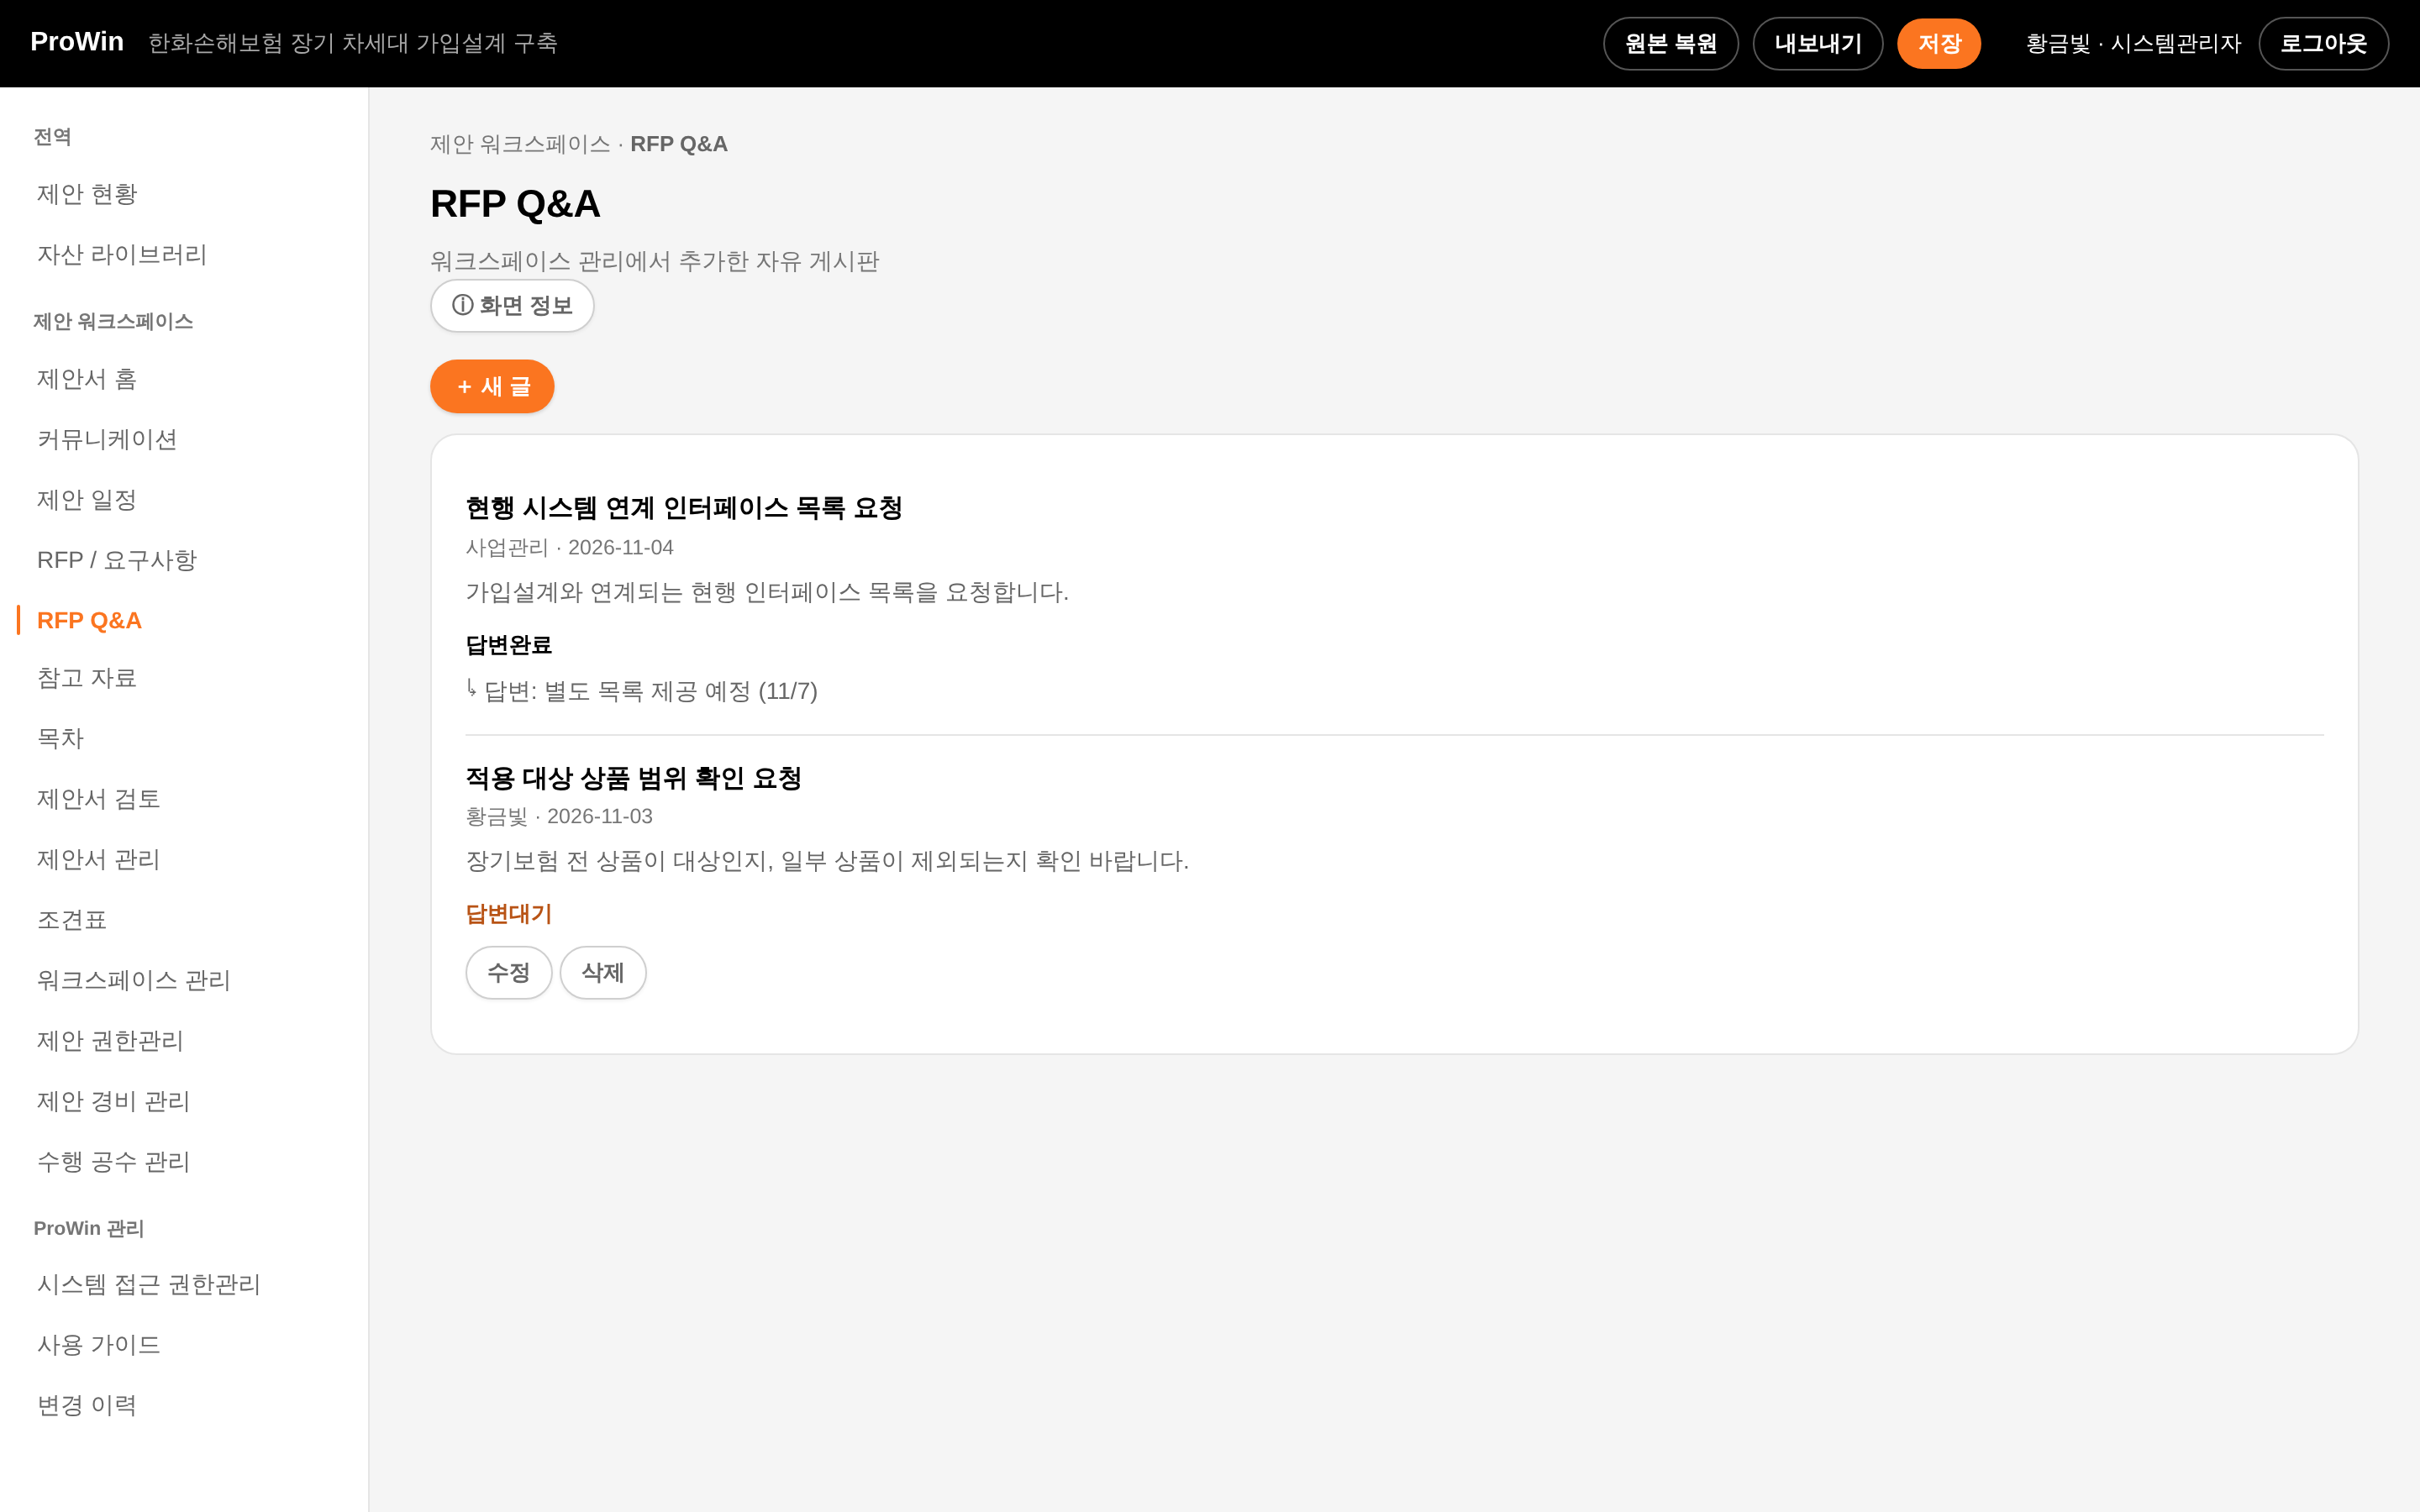 ProWin 한화손해보험 장기 차세대 가입설계 구축 원본 복원 내보내기 저장 황금빛 · 시스템관리자 로그아웃
전역
제안 현황
자산 라이브러리
제안 워크스페이스
제안서 홈
커뮤니케이션
제안 일정
RFP / 요구사항
RFP Q&A
참고 자료
목차
제안서 검토
제안서 관리
조견표
워크스페이스 관리
제안 권한관리
제안 경비 관리
수행 공수 관리
ProWin 관리
시스템 접근 권한관리
사용 가이드
변경 이력
제안 워크스페이스 · RFP Q&A
RFP Q&A
워크스페이스 관리에서 추가한 자유 게시판
ⓘ 화면 정보
+ 새 글
현행 시스템 연계 인터페이스 목록 요청
사업관리 · 2026-11-04
가입설계와 연계되는 현행 인터페이스 목록을 요청합니다.
답변완료
↳ 답변: 별도 목록 제공 예정 (11/7)
적용 대상 상품 범위 확인 요청
황금빛 · 2026-11-03
장기보험 전 상품이 대상인지, 일부 상품이 제외되는지 확인 바랍니다.
답변대기
수정 삭제